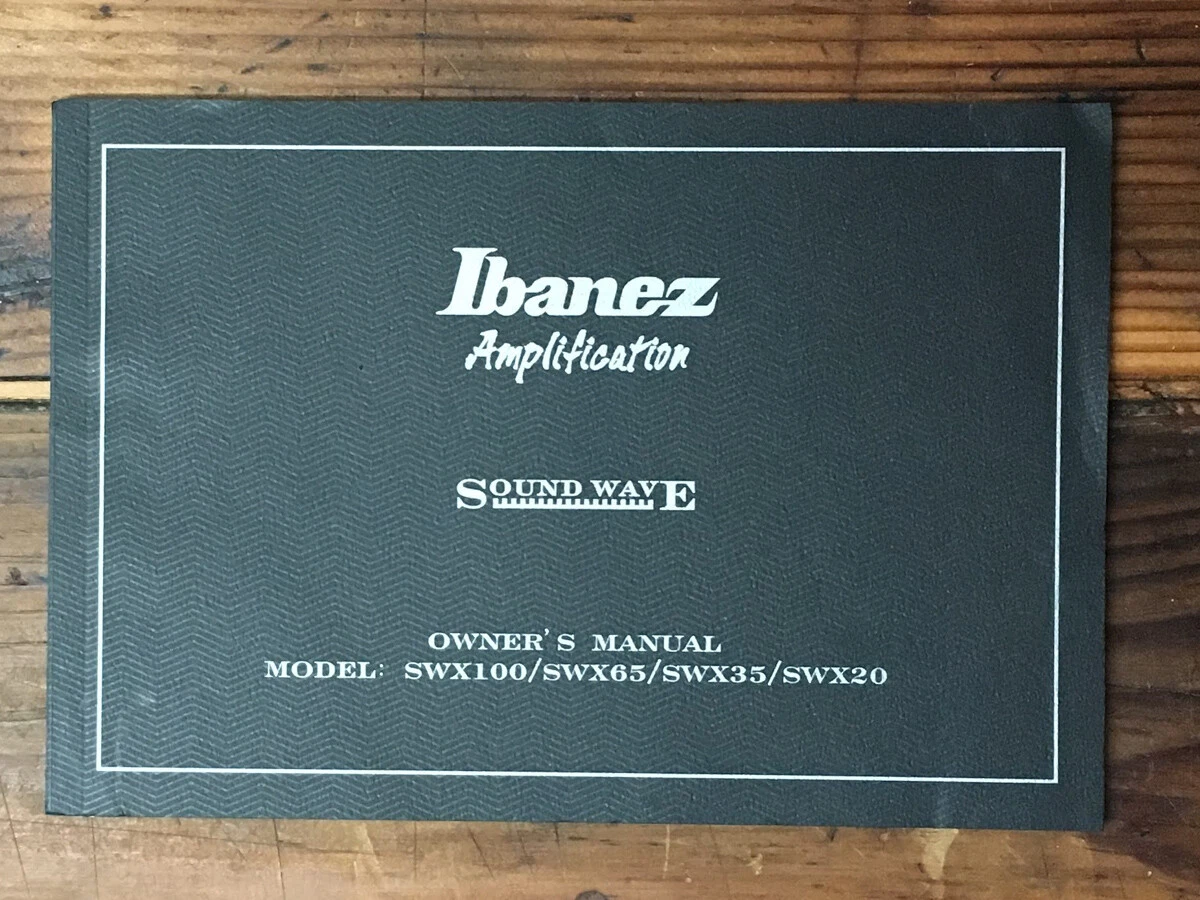 Ibanez
Amplification
SOUND WAVE
OWNER'S MANUAL
MODEL: SWX100/SWX65/SWX35/SWX20